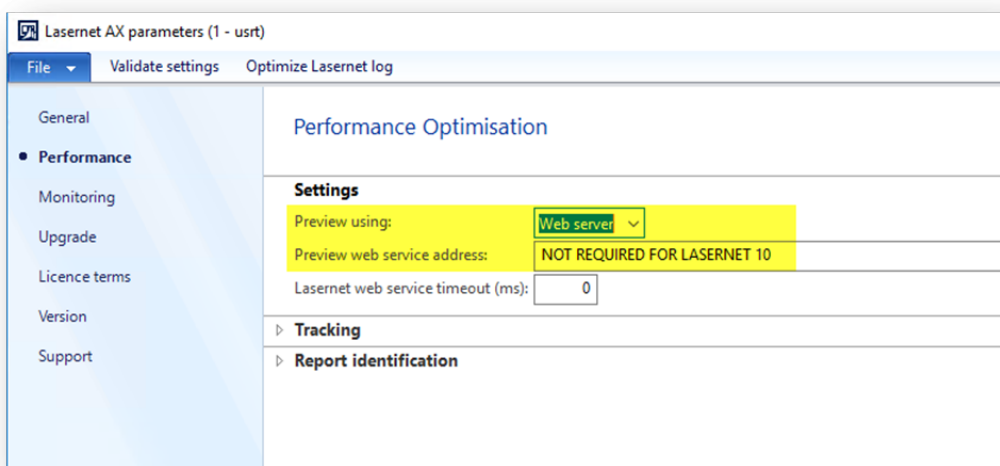 Lasernet AX parameters (1 - usrt)
File Validate settings Optimize Lasernet log
General
Performance
Monitoring
Upgrade
Licence terms
Version
Support
Performance Optimisation
Settings
Preview using: Web server
Preview web service address: NOT REQUIRED FOR LASERNET 10
Lasernet web service timeout (ms): 0
Tracking
Report identification